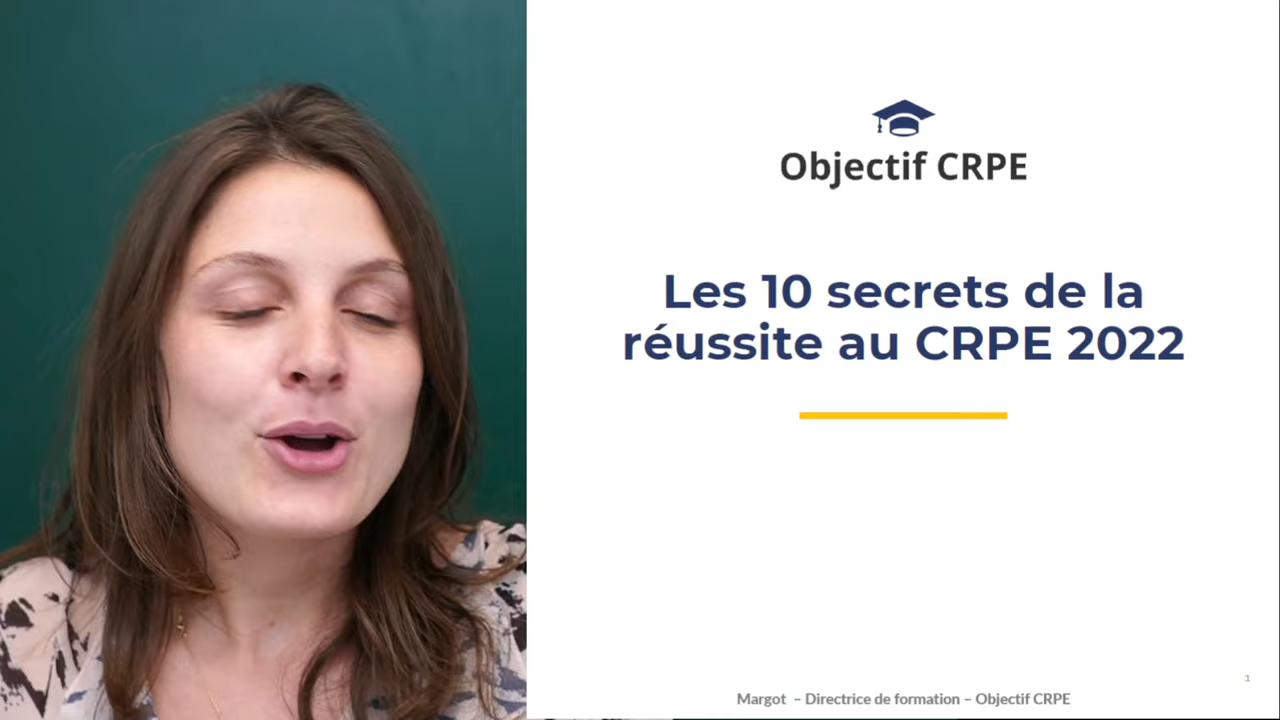 Objectif CRPE
Les 10 secrets de la
réussite au CRPE 2022
1
Margot – Directrice de formation – Objectif CRPE